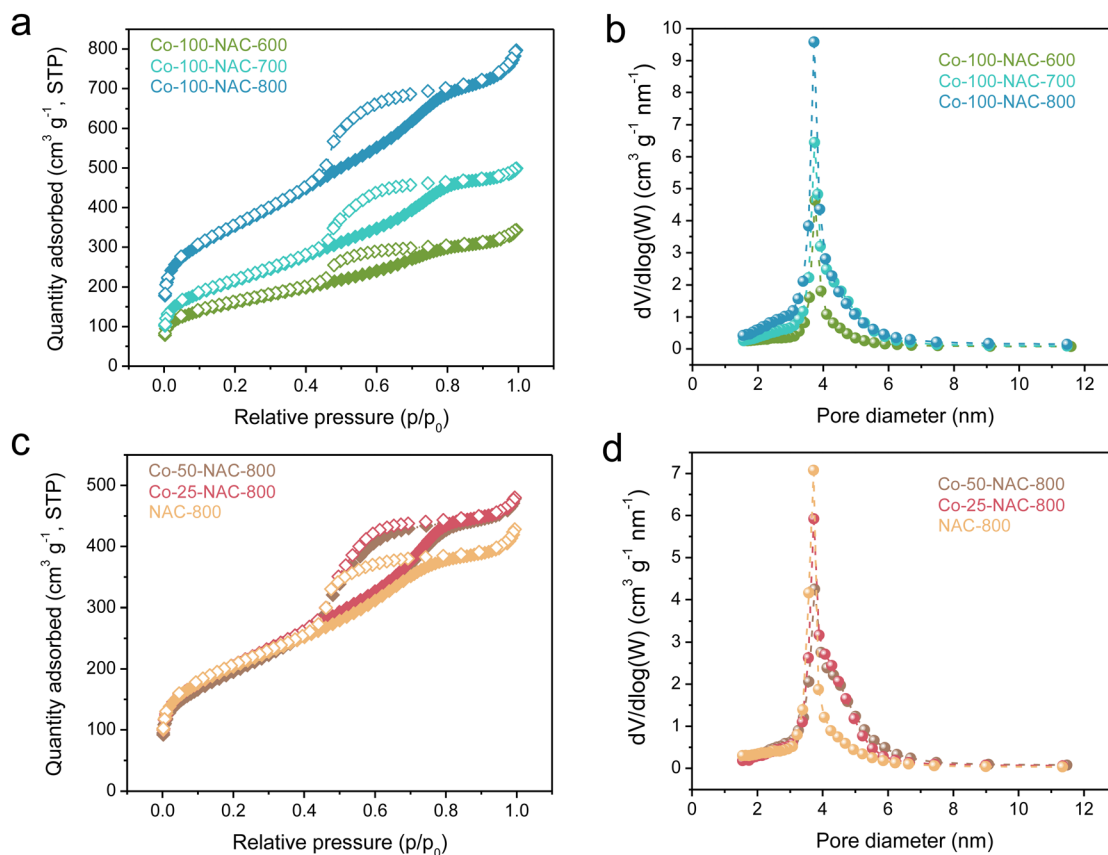 a
Co-100-NAC-600
Co-100-NAC-700
Co-100-NAC-800
Quantity adsorbed (cm³ g⁻¹, STP)
800
700
600
500
400
300
200
100
0
0.0 0.2 0.4 0.6 0.8 1.0
Relative pressure (p/p₀)
b
Co-100-NAC-600
Co-100-NAC-700
Co-100-NAC-800
dV/dlog(W) (cm³ g⁻¹ nm⁻¹)
10
9
8
7
6
5
4
3
2
1
0
0 2 4 6 8 10 12
Pore diameter (nm)
c
Co-50-NAC-800
Co-25-NAC-800
NAC-800
Quantity adsorbed (cm³ g⁻¹, STP)
500
400
300
200
100
0
0.0 0.2 0.4 0.6 0.8 1.0
Relative pressure (p/p₀)
d
Co-50-NAC-800
Co-25-NAC-800
NAC-800
dV/dlog(W) (cm³ g⁻¹ nm⁻¹)
7
6
5
4
3
2
1
0
0 2 4 6 8 10 12
Pore diameter (nm)